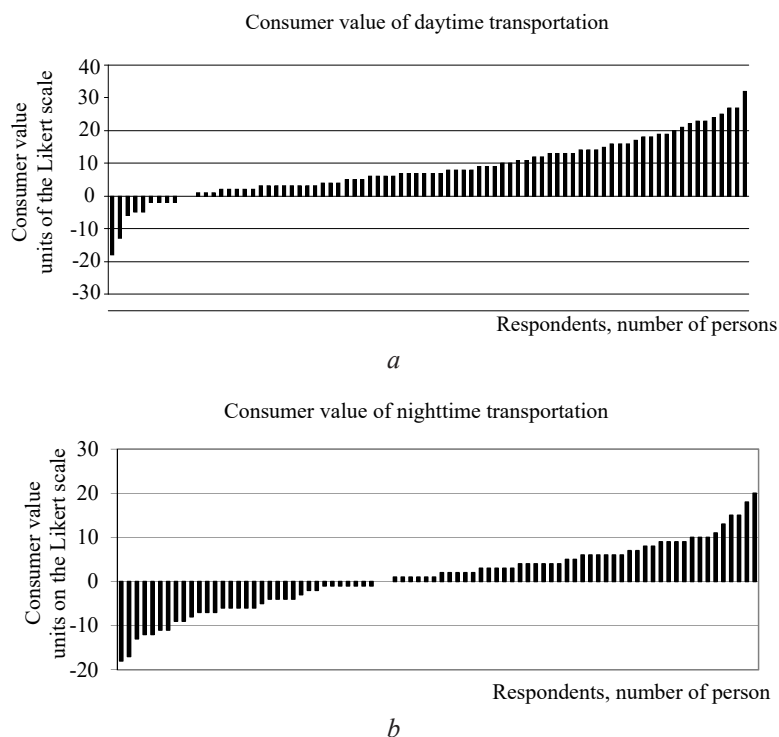 Consumer value of daytime transportation
Consumer value
units of the Likert scale
40
30
20
10
0
-10
-20
-30
Respondents, number of persons
a
Consumer value of nighttime transportation
Consumer value
units on the Likert scale
30
20
10
0
-10
-20
Respondents, number of person
b